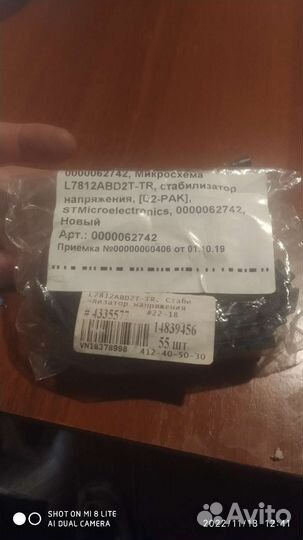 0000062742, Микросхема
L7812ABD2T-TR, стабилизатор
напряжения, [D2-PAK],
STMicroelectronics, 0000062742,
Новый
Арт.: 0000062742
Приемка №00000000406 от 01.10.19
L7812ABD2T-TR, Стаби
лизатор напряжения
# 4335577 #22-18
14839456
55 шт
VN16378998 412-40-50-30
SHOT ON MI 8 LITE
AI DUAL CAMERA
Avito
2022/11/13 12:41